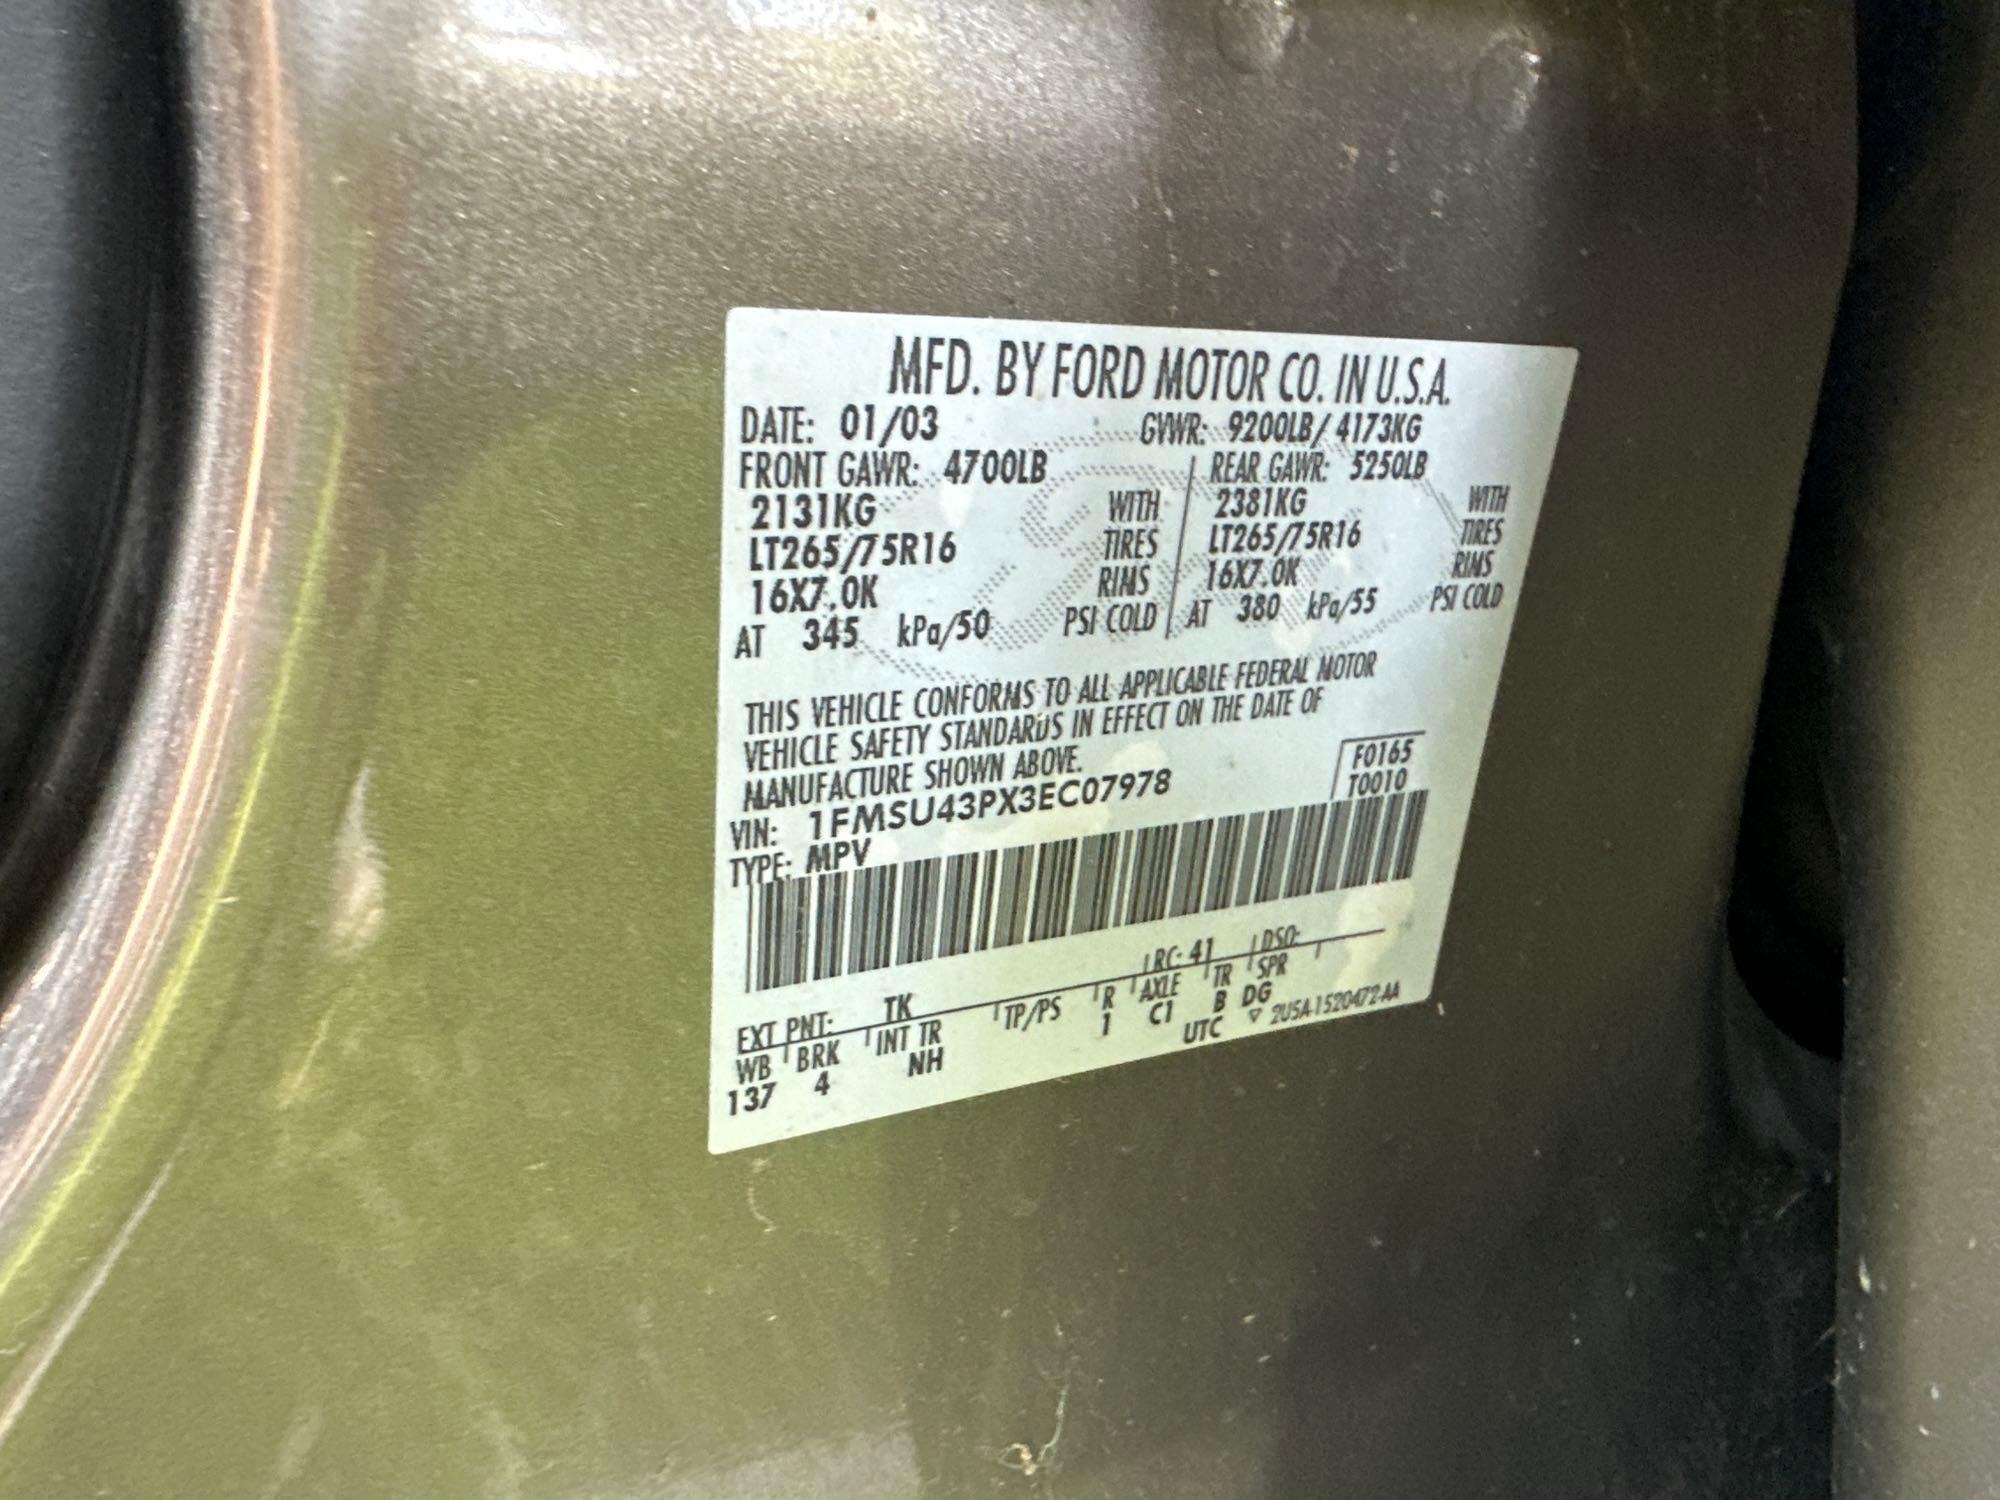 MFD. BY FORD MOTOR CO. IN U.S.A.
DATE: 01/03 GVWR: 9200LB/4173KG
FRONT GAWR: 4700LB REAR GAWR: 5250LB
2131KG WITH 2381KG WITH
LT265/75R16 TIRES LT265/75R16 TIRES
16X7.0K RIMS 16X7.0K RIMS
AT 345 kPa/50 PSI COLD AT 380 kPa/55 PSI COLD
THIS VEHICLE CONFORMS TO ALL APPLICABLE FEDERAL MOTOR
VEHICLE SAFETY STANDARDS IN EFFECT ON THE DATE OF
MANUFACTURE SHOWN ABOVE.
F0165
VIN: 1FMSU43PX3EC07978 T0010
TYPE: MPV
EXT PNT: TK RC: 41 DSO:
WB BRK INT TR TP/PS R AXLE TR SPR
137 4 NH 1 C1 B DG
UTC ▽ 2U5A-1520472-AA